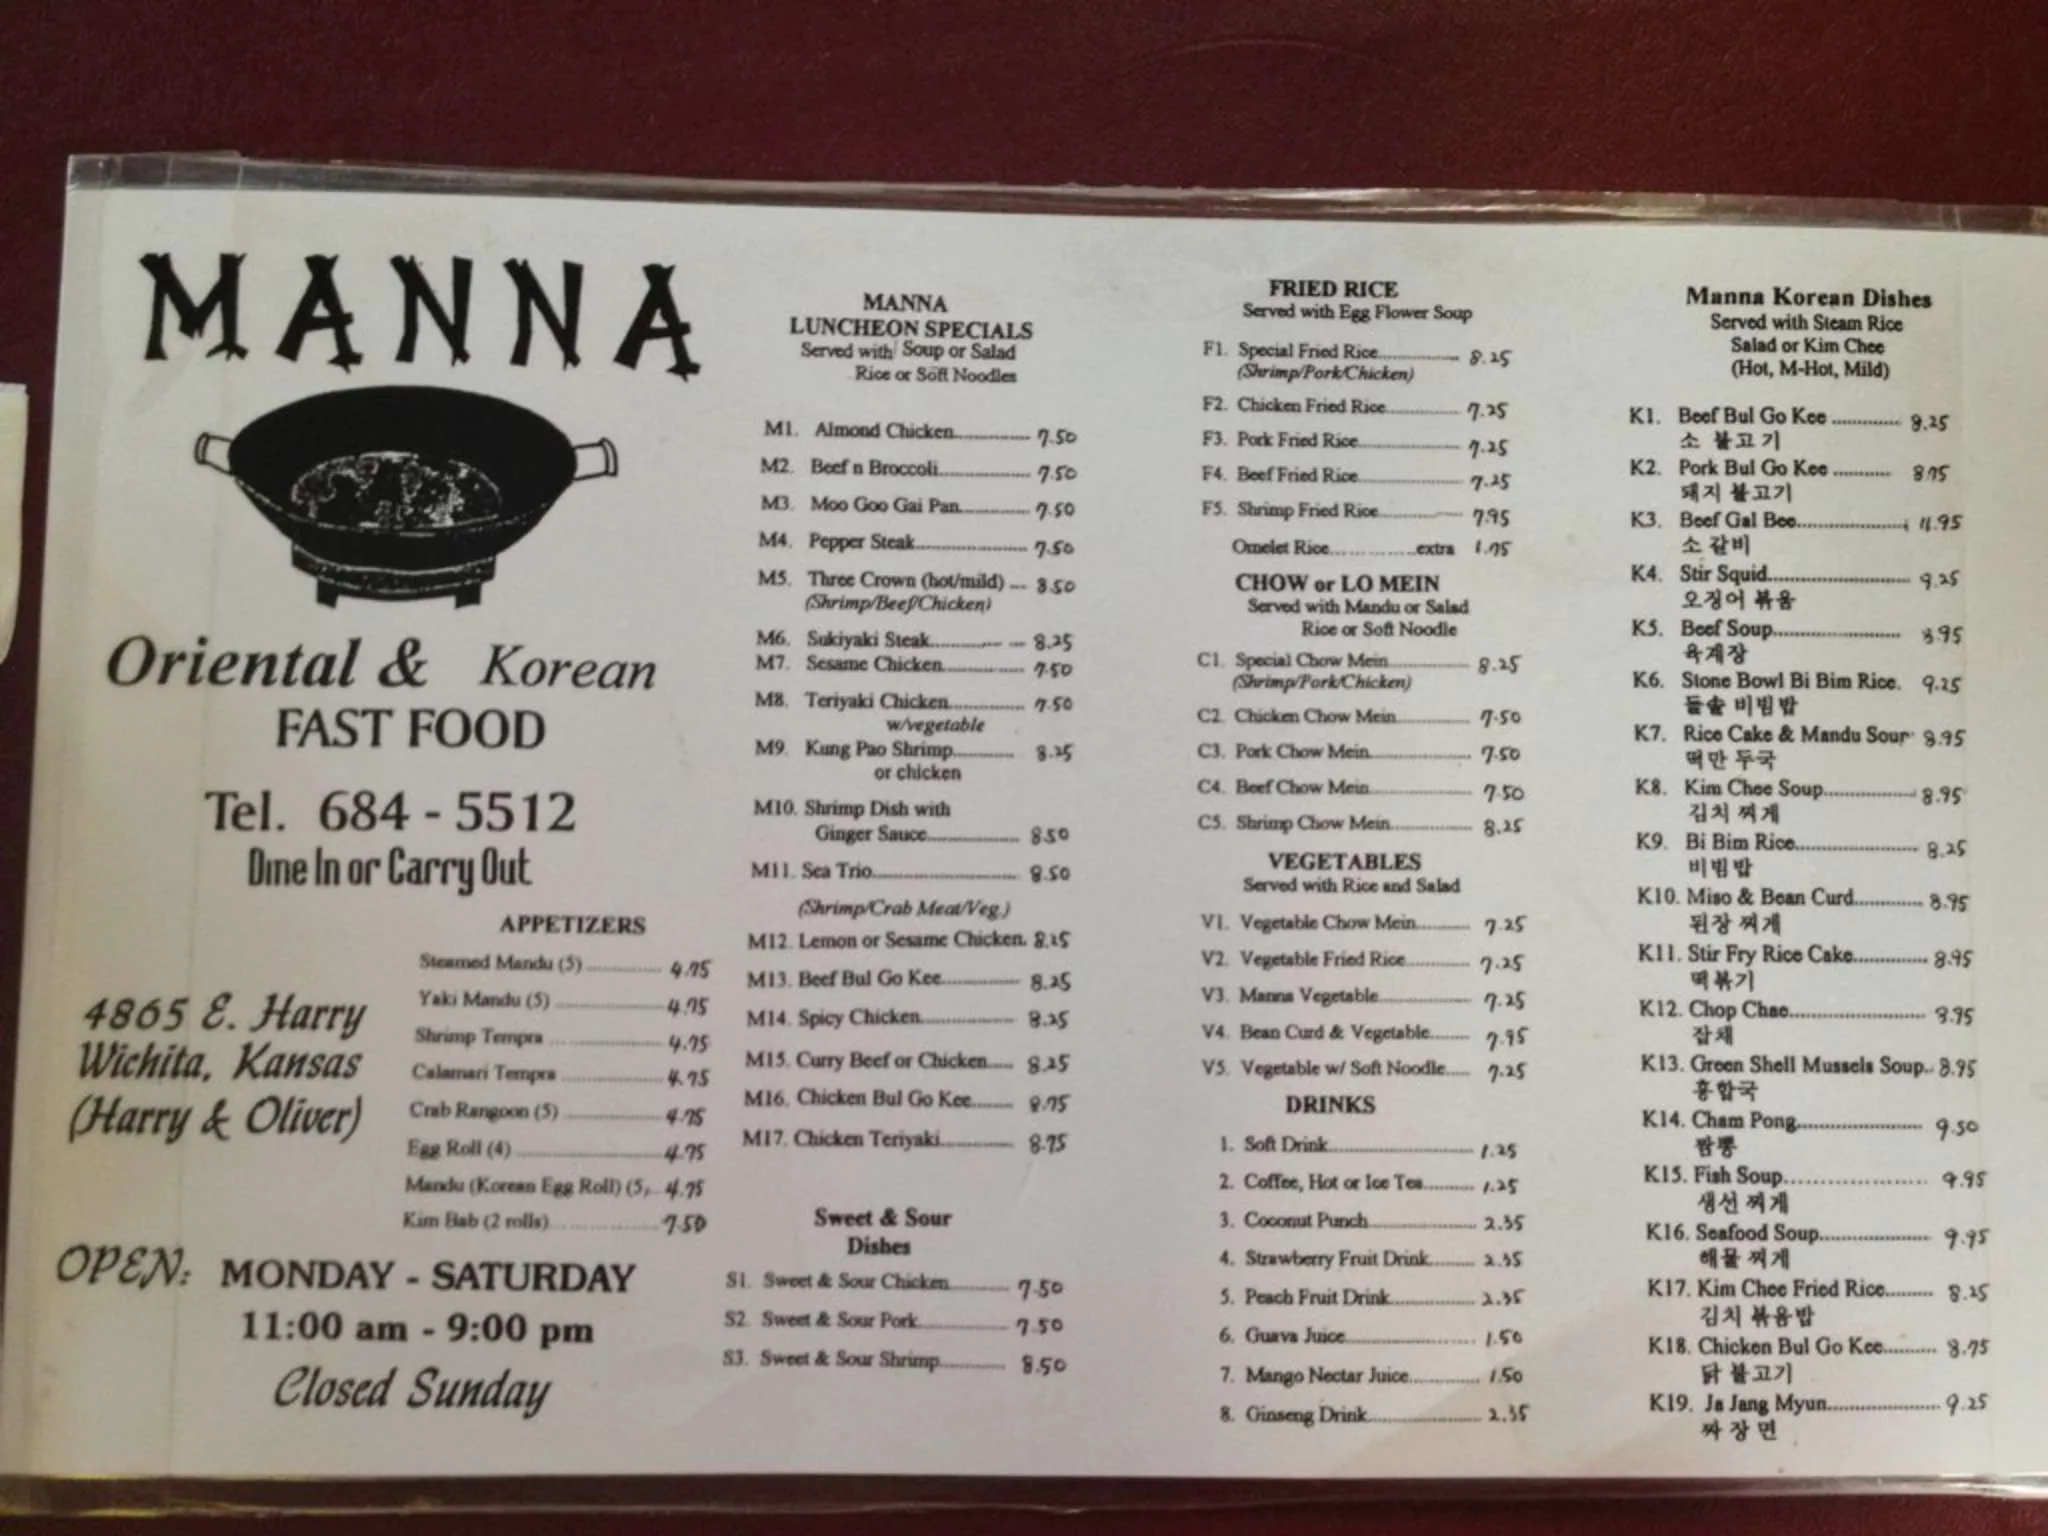 MANNA
Oriental & Korean
FAST FOOD
Tel. 684 - 5512
Dine In or Carry Out
4865 E. Harry
Wichita, Kansas
(Harry & Oliver)
APPETIZERS
Steamed Mandu (5) 4.75
Yaki Mandu (5) 4.75
Shrimp Tempra 4.75
Calamari Tempra 4.75
Crab Rangoon (5) 4.75
Egg Roll (4) 4.75
Mandu (Korean Egg Roll) (5, 4.75
Kim Bab (2 rolls) 7.50
OPEN: MONDAY - SATURDAY
11:00 am - 9:00 pm
Closed Sunday
MANNA
LUNCHEON SPECIALS
Served with Soup or Salad
Rice or Soft Noodles
M1. Almond Chicken 7.50
M2. Beef n Broccoli 7.50
M3. Moo Goo Gai Pan 7.50
M4. Pepper Steak 7.50
M5. Three Crown (hot/mild) 8.50
(Shrimp/Beef/Chicken)
M6. Sukiyaki Steak 8.25
M7. Sesame Chicken 7.50
M8. Teriyaki Chicken 7.50
w/vegetable
M9. Kung Pao Shrimp 8.25
or chicken
M10. Shrimp Dish with
Ginger Sauce 8.50
M11. Sea Trio 8.50
(Shrimp/Crab Meat/Veg.)
M12. Lemon or Sesame Chicken. 8.25
M13. Beef Bul Go Kee 8.25
M14. Spicy Chicken 8.25
M15. Curry Beef or Chicken 8.25
M16. Chicken Bul Go Kee 8.75
M17. Chicken Teriyaki 8.75
Sweet & Sour
Dishes
S1. Sweet & Sour Chicken 7.50
S2. Sweet & Sour Pork 7.50
S3. Sweet & Sour Shrimp 8.50
FRIED RICE
Served with Egg Flower Soup
F1. Special Fried Rice 8.25
(Shrimp/Pork/Chicken)
F2. Chicken Fried Rice 7.25
F3. Pork Fried Rice 7.25
F4. Beef Fried Rice 7.25
F5. Shrimp Fried Rice 7.95
Omelet Rice extra 1.75
CHOW or LO MEIN
Served with Mandu or Salad
Rice or Soft Noodle
C1. Special Chow Mein 8.25
(Shrimp/Pork/Chicken)
C2. Chicken Chow Mein 7.50
C3. Pork Chow Mein 7.50
C4. Beef Chow Mein 7.50
C5. Shrimp Chow Mein 8.25
VEGETABLES
Served with Rice and Salad
V1. Vegetable Chow Mein 7.25
V2. Vegetable Fried Rice 7.25
V3. Manna Vegetable 7.25
V4. Bean Curd & Vegetable 7.95
V5. Vegetable w/ Soft Noodle 7.25
DRINKS
1. Soft Drink 1.25
2. Coffee, Hot or Ice Tea 1.25
3. Coconut Punch 2.35
4. Strawberry Fruit Drink 2.35
5. Peach Fruit Drink 2.35
6. Guava Juice 1.50
7. Mango Nectar Juice 1.50
8. Ginseng Drink 2.35
Manna Korean Dishes
Served with Steam Rice
Salad or Kim Chee
(Hot, M-Hot, Mild)
K1. Beef Bul Go Kee 8.25
소 불고기
K2. Pork Bul Go Kee 8.75
돼지 불고기
K3. Beef Gal Bee 11.95
소 갈비
K4. Stir Squid 9.25
오징어 볶음
K5. Beef Soup 8.95
육계장
K6. Stone Bowl Bi Bim Rice. 9.25
돌솥 비빔밥
K7. Rice Cake & Mandu Soup 8.95
떡만 두국
K8. Kim Chee Soup 8.95
김치 찌게
K9. Bi Bim Rice 8.25
비빔밥
K10. Miso & Bean Curd 8.95
된장 찌게
K11. Stir Fry Rice Cake 8.95
떡볶기
K12. Chop Chae 8.95
잡채
K13. Green Shell Mussels Soup 8.95
홍합국
K14. Cham Pong 9.50
짬뽕
K15. Fish Soup 9.95
생선 찌게
K16. Seafood Soup 9.95
해물 찌게
K17. Kim Chee Fried Rice 8.25
김치 볶음밥
K18. Chicken Bul Go Kee 8.75
닭 불고기
K19. Ja Jang Myun 9.25
짜장면